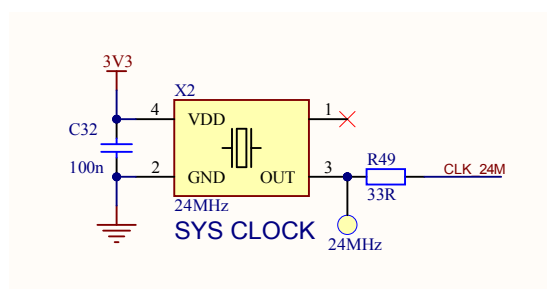 3V3
X2
4 VDD 1
C32
100n
R49
2 GND OUT 3
CLK_24M
33R
24MHz
SYS CLOCK
24MHz